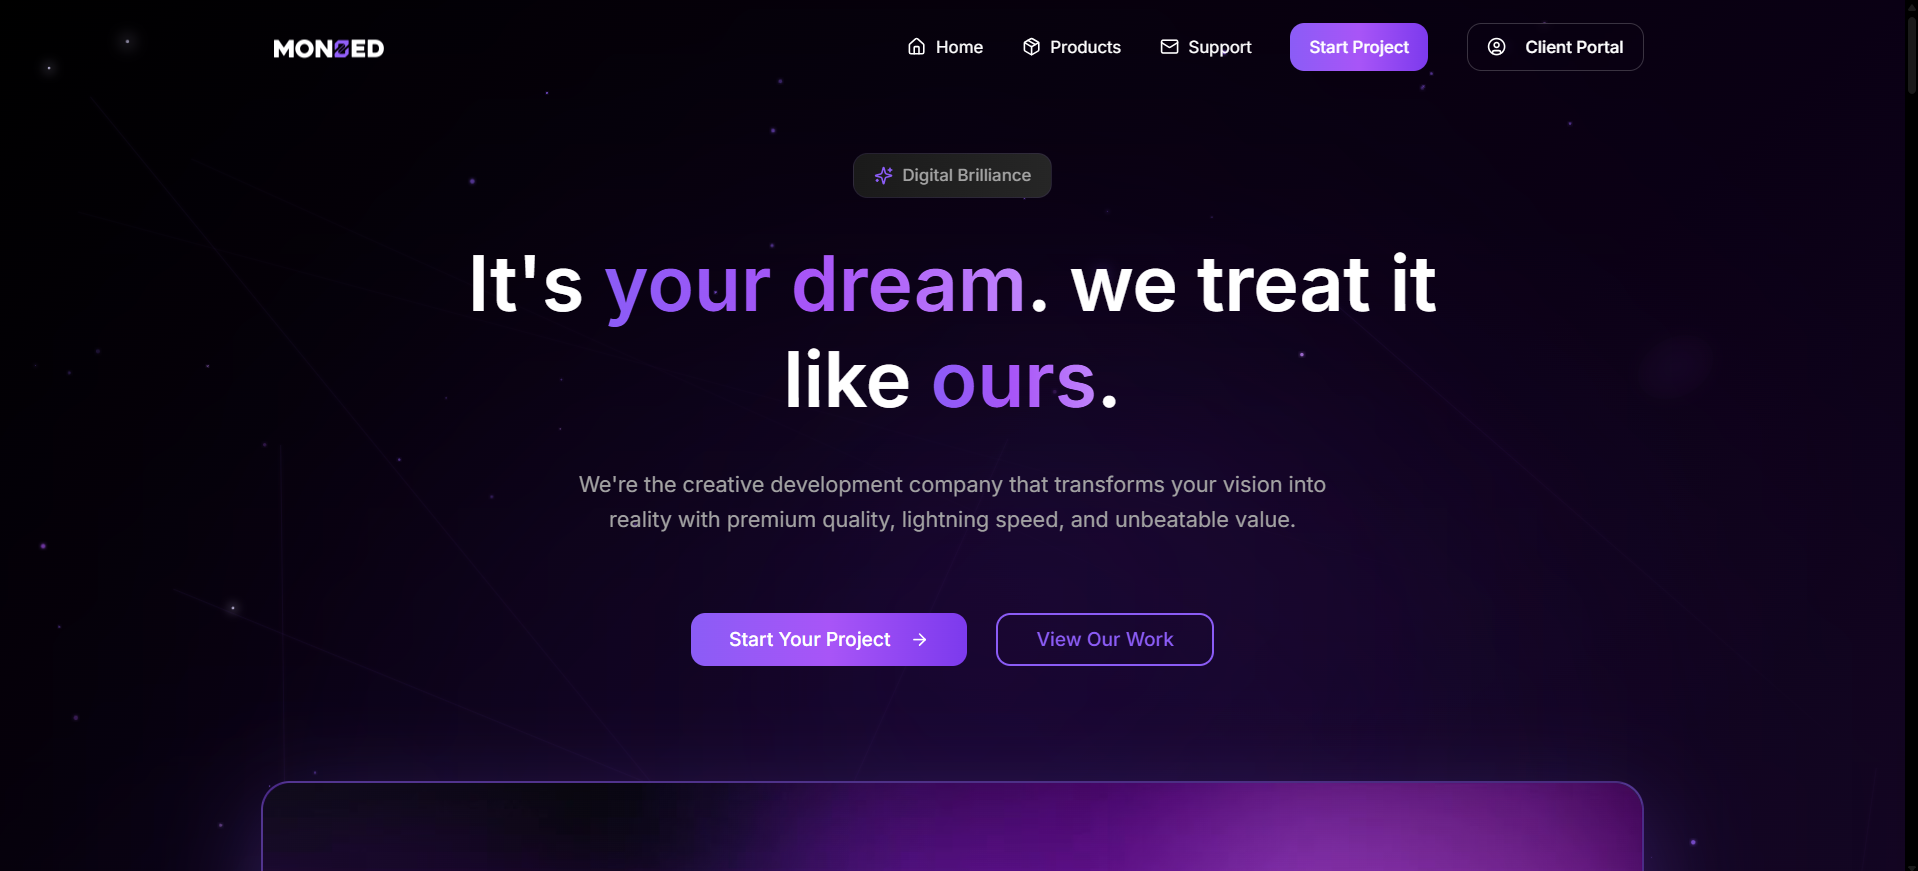 MONSED
Home
Products
Support
Start Project
Client Portal
Digital Brilliance
It's your dream. we treat it
like ours.
We're the creative development company that transforms your vision into
reality with premium quality, lightning speed, and unbeatable value.
Start Your Project
View Our Work